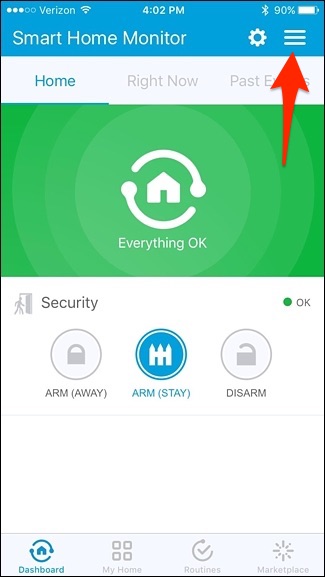 Verizon 4:02 PM 90%
Smart Home Monitor
Home Right Now Past
Everything OK
Security OK
ARM (AWAY) ARM (STAY) DISARM
Dashboard My Home Routines Marketplace